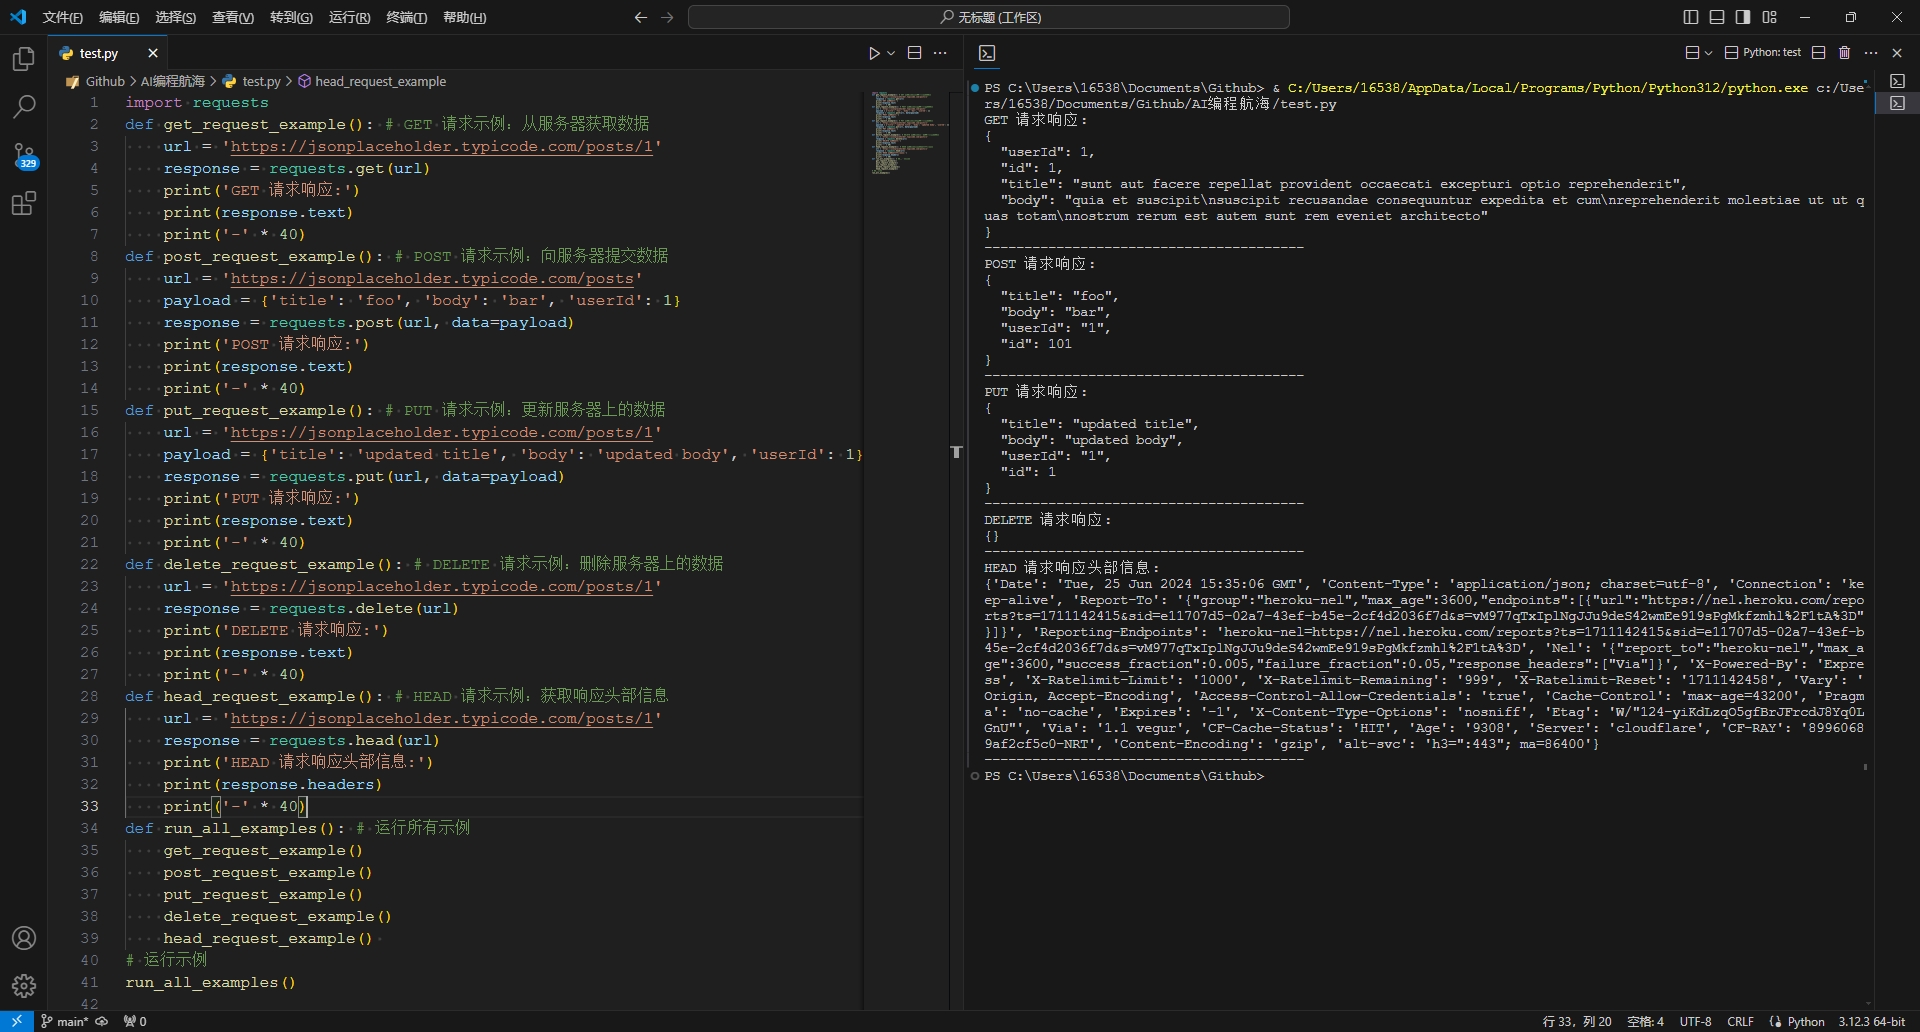 文件(F) 编辑(E) 选择(S) 查看(V) 转到(G) 运行(R) 终端(T) 帮助(H)
无标题 (工作区)
test.py
Python: test
Github > AI编程航海 > test.py > head_request_example
329
1 import requests
2 def get_request_example(): # GET 请求示例：从服务器获取数据
3 url = 'https://jsonplaceholder.typicode.com/posts/1'
4 response = requests.get(url)
5 print('GET 请求响应:')
6 print(response.text)
7 print('-' * 40)
8 def post_request_example(): # POST 请求示例：向服务器提交数据
9 url = 'https://jsonplaceholder.typicode.com/posts'
10 payload = {'title': 'foo', 'body': 'bar', 'userId': 1}
11 response = requests.post(url, data=payload)
12 print('POST 请求响应:')
13 print(response.text)
14 print('-' * 40)
15 def put_request_example(): # PUT 请求示例：更新服务器上的数据
16 url = 'https://jsonplaceholder.typicode.com/posts/1'
17 payload = {'title': 'updated title', 'body': 'updated body', 'userId': 1}
18 response = requests.put(url, data=payload)
19 print('PUT 请求响应:')
20 print(response.text)
21 print('-' * 40)
22 def delete_request_example(): # DELETE 请求示例：删除服务器上的数据
23 url = 'https://jsonplaceholder.typicode.com/posts/1'
24 response = requests.delete(url)
25 print('DELETE 请求响应:')
26 print(response.text)
27 print('-' * 40)
28 def head_request_example(): # HEAD 请求示例：获取响应头部信息
29 url = 'https://jsonplaceholder.typicode.com/posts/1'
30 response = requests.head(url)
31 print('HEAD 请求响应头部信息:')
32 print(response.headers)
33 print('-' * 40)
34 def run_all_examples(): # 运行所有示例
35 get_request_example()
36 post_request_example()
37 put_request_example()
38 delete_request_example()
39 head_request_example()
40 # 运行示例
41 run_all_examples()
42
PS C:\Users\16538\Documents\Github> & C:/Users/16538/AppData/Local/Programs/Python/Python312/python.exe c:/Use
rs/16538/Documents/Github/AI编程航海/test.py
GET 请求响应:
{
"userId": 1,
"id": 1,
"title": "sunt aut facere repellat provident occaecati excepturi optio reprehenderit",
"body": "quia et suscipit\nsuscipit recusandae consequuntur expedita et cum\nreprehenderit molestiae ut ut q
uas totam\nnostrum rerum est autem sunt rem eveniet architecto"
}
----------------------------------------
POST 请求响应:
{
"title": "foo",
"body": "bar",
"userId": "1",
"id": 101
}
----------------------------------------
PUT 请求响应:
{
"title": "updated title",
"body": "updated body",
"userId": "1",
"id": 1
}
----------------------------------------
DELETE 请求响应:
{}
----------------------------------------
HEAD 请求响应头部信息:
{'Date': 'Tue, 25 Jun 2024 15:35:06 GMT', 'Content-Type': 'application/json; charset=utf-8', 'Connection': 'ke
ep-alive', 'Report-To': '{"group":"heroku-nel","max_age":3600,"endpoints":[{"url":"https://nel.heroku.com/repo
rts?ts=1711142415&sid=e11707d5-02a7-43ef-b45e-2cf4d2036f7d&s=vM977qTxIplNgJJu9deS42wmEe919sPgMkfzmhl%2F1tA%3D"
}]}', 'Reporting-Endpoints': 'heroku-nel=https://nel.heroku.com/reports?ts=1711142415&sid=e11707d5-02a7-43ef-b
45e-2cf4d2036f7d&s=vM977qTxIplNgJJu9deS42wmEe919sPgMkfzmhl%2F1tA%3D', 'Nel': '{"report_to":"heroku-nel","max_a
ge":3600,"success_fraction":0.005,"failure_fraction":0.05,"response_headers":["Via"]}', 'X-Powered-By': 'Expre
ss', 'X-Ratelimit-Limit': '1000', 'X-Ratelimit-Remaining': '999', 'X-Ratelimit-Reset': '1711142458', 'Vary': '
Origin, Accept-Encoding', 'Access-Control-Allow-Credentials': 'true', 'Cache-Control': 'max-age=43200', 'Pragm
a': 'no-cache', 'Expires': '-1', 'X-Content-Type-Options': 'nosniff', 'Etag': 'W/"124-yiKdLzqO5gfBrJFrcdJ8Yq0L
GnU"', 'Via': '1.1 vegur', 'CF-Cache-Status': 'HIT', 'Age': '9308', 'Server': 'cloudflare', 'CF-RAY': '8996068
9af2cf5c0-NRT', 'Content-Encoding': 'gzip', 'alt-svc': 'h3=":443"; ma=86400'}
----------------------------------------
PS C:\Users\16538\Documents\Github>
main* 0 行 33，列 20 空格: 4 UTF-8 CRLF Python 3.12.3 64-bit